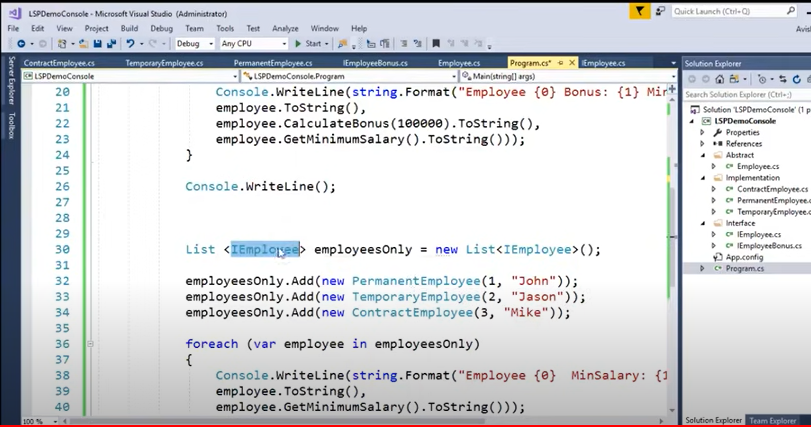 LSPDemoConsole - Microsoft Visual Studio (Administrator)
Quick Launch (Ctrl+Q)
File Edit View Project Build Debug Team Tools Test Analyze Window Help
Debug Any CPU Start
ContractEmployee.cs TemporaryEmployee.cs PermanentEmployee.cs IEmployeeBonus.cs Employee.cs Program.cs* IEmployee.cs
LSPDemoConsole LSPDemoConsole.Program Main(string[] args)
Server Explorer
Toolbox
20 Console.WriteLine(string.Format("Employee {0} Bonus: {1} Min
21 employee.ToString(),
22 employee.CalculateBonus(100000).ToString(),
23 employee.GetMinimumSalary().ToString()));
24 }
25
26 Console.WriteLine();
27
28
29
30 List <IEmployee> employeesOnly = new List<IEmployee>();
31
32 employeesOnly.Add(new PermanentEmployee(1, "John"));
33 employeesOnly.Add(new TemporaryEmployee(2, "Jason"));
34 employeesOnly.Add(new ContractEmployee(3, "Mike"));
35
36 foreach (var employee in employeesOnly)
37 {
38 Console.WriteLine(string.Format("Employee {0}  MinSalary: {1
39 employee.ToString(),
40 employee.GetMinimumSalary().ToString()));
100 %
Solution Explorer
Search Solution Explorer
Solution 'LSPDemoConsole'
LSPDemoConsole
Properties
References
Abstract
Employee.cs
Implementation
ContractEmployee.cs
PermanentEmployee
TemporaryEmployee
Interface
IEmployee.cs
IEmployeeBonus.cs
App.config
Program.cs
Solution Explorer Team Explorer